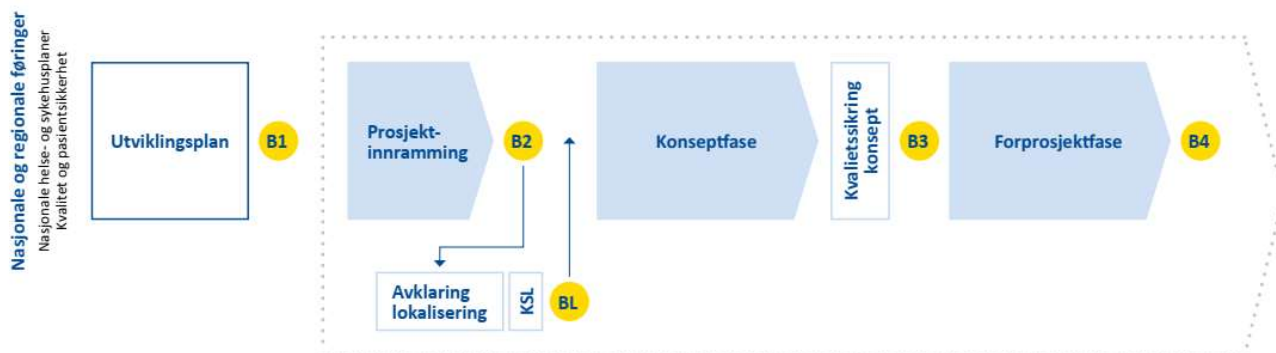 Nasjonale og regionale føringer
Nasjonale helse- og sykehusplaner
Kvalitet og pasientsikkerhet
Utviklingsplan
B1
Prosjekt-
innramming
B2
Konseptfase
Kvalietssikring
konsept
B3
Forprosjektfase
B4
Avklaring
lokalisering
KSL
BL